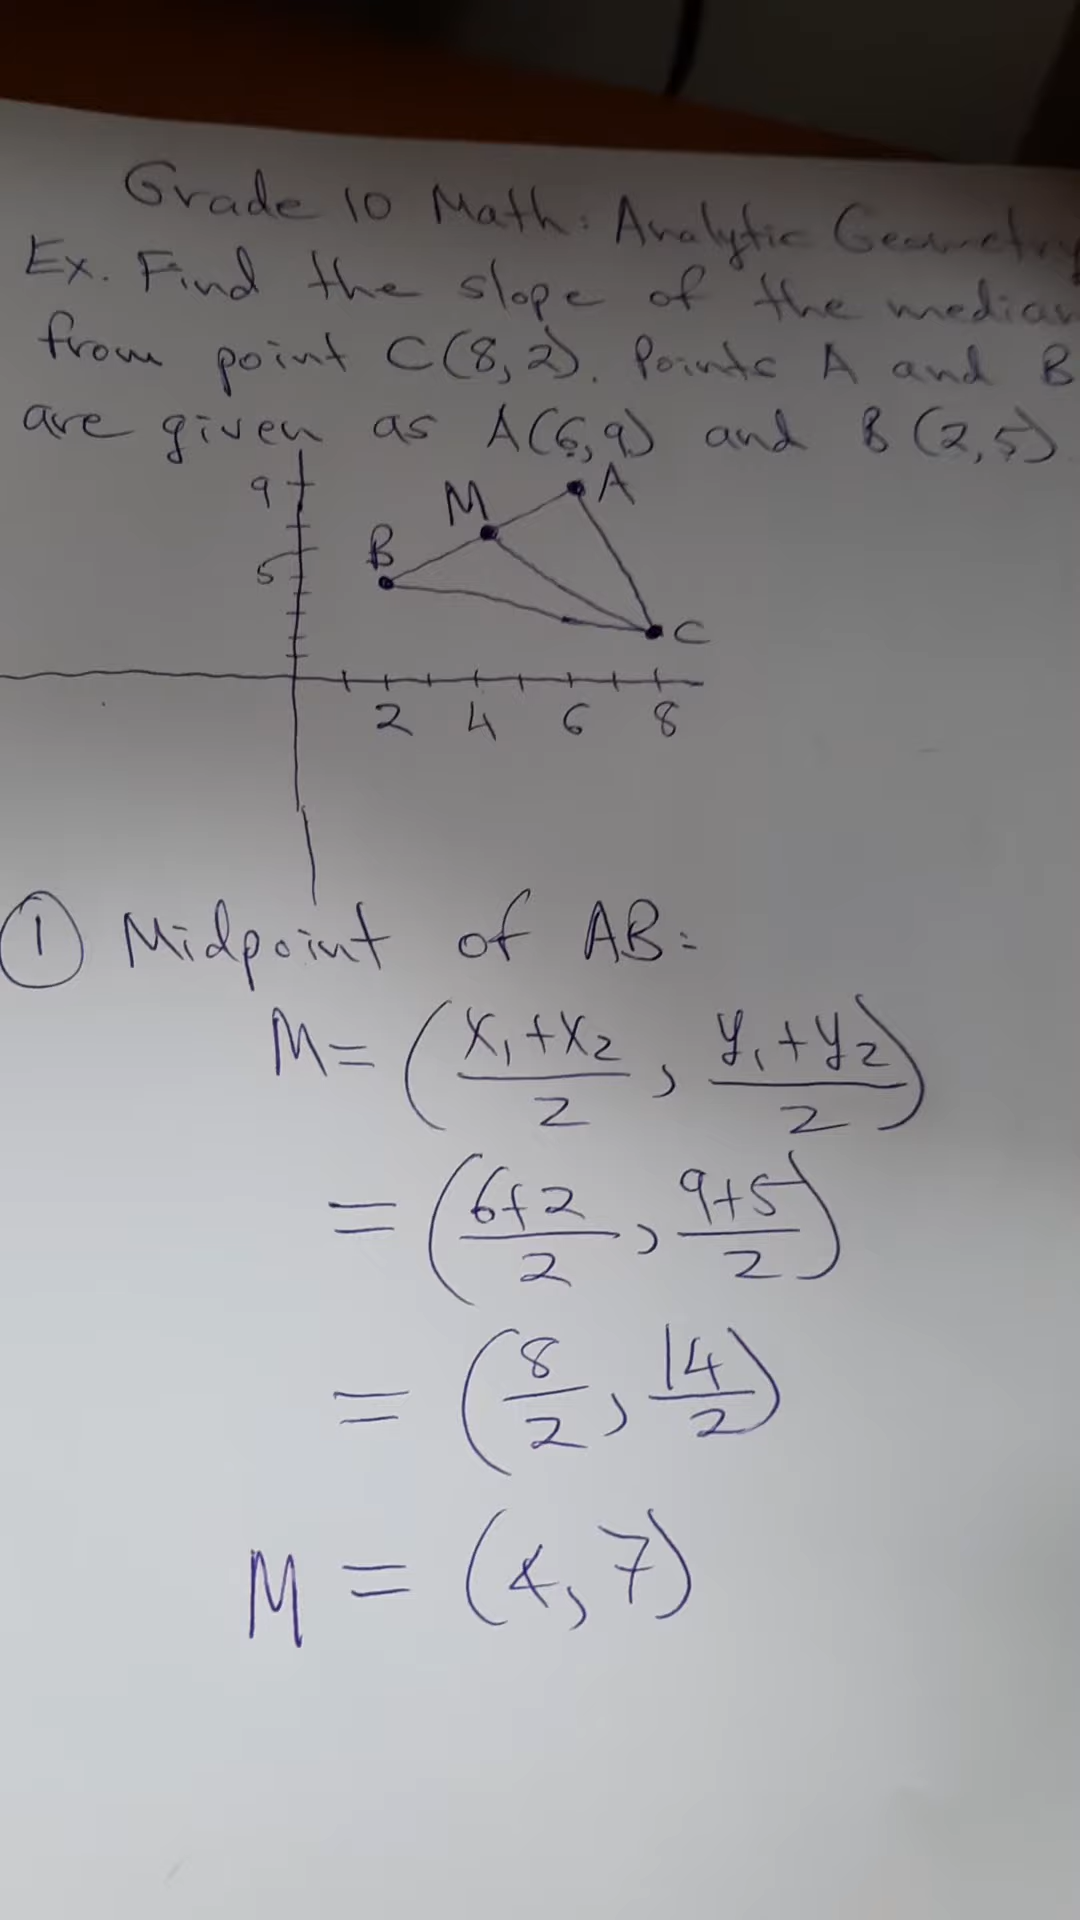 Grade 10 Math: Analytic Geometry
Ex. Find the slope of the median
from point C(8,2). Points A and B
are given as A(6,9) and B(2,5).
9
M
A
B
5
C
2 4 6 8
① Midpoint of AB:
M = (x₁+x₂/2, y₁+y₂/2)
= (6+2/2, 9+5/2)
= (8/2, 14/2)
M = (4,7)